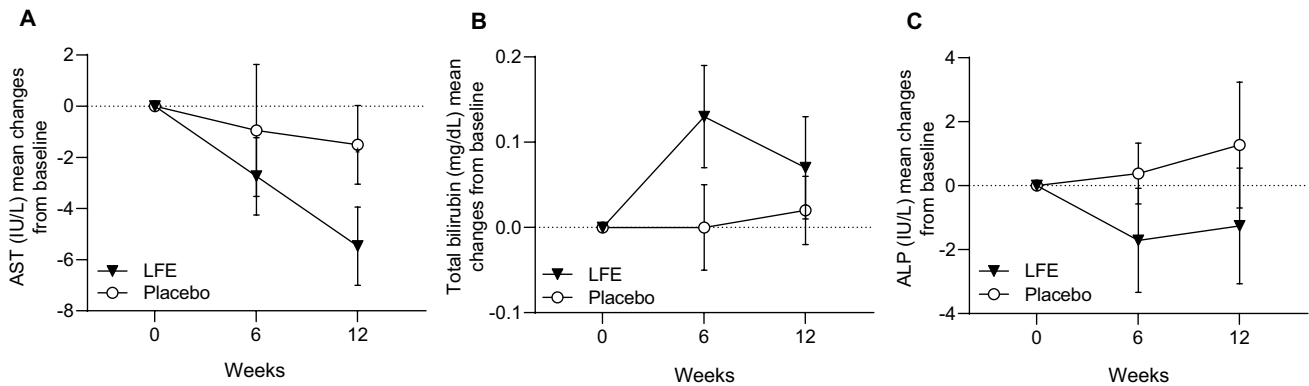 A
AST (IU/L) mean changes
from baseline
2
0
-2
-4
-6
-8
LFE
Placebo
0
6
12
Weeks
B
Total bilirubin (mg/dL) mean
changes from baseline
0.2
0.1
0.0
-0.1
LFE
Placebo
0
6
12
Weeks
C
ALP (IU/L) mean changes
from baseline
4
2
0
-2
-4
LFE
Placebo
0
6
12
Weeks